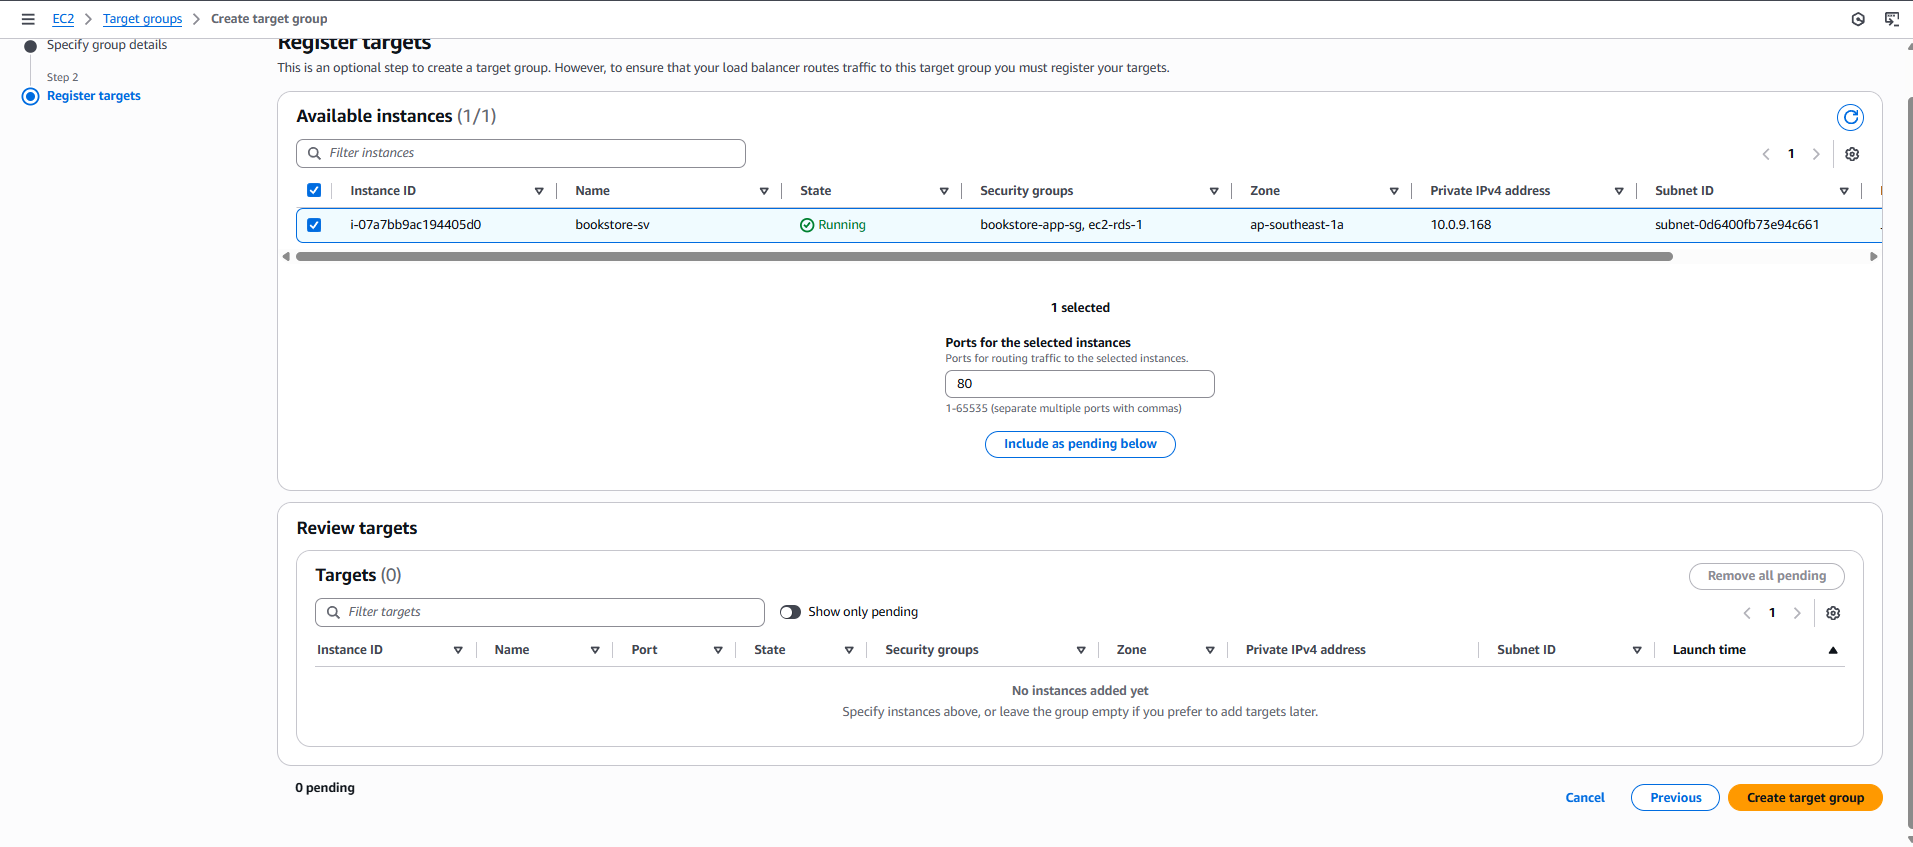 EC2 > Target groups > Create target group
Specify group details
Step 2
Register targets
Register targets
This is an optional step to create a target group. However, to ensure that your load balancer routes traffic to this target group you must register your targets.
Available instances (1/1)
Filter instances
1
Instance ID Name State Security groups Zone Private IPv4 address Subnet ID
i-07a7bb9ac194405d0 bookstore-sv Running bookstore-app-sg, ec2-rds-1 ap-southeast-1a 10.0.9.168 subnet-0d6400fb73e94c661
1 selected
Ports for the selected instances
Ports for routing traffic to the selected instances.
80
1-65535 (separate multiple ports with commas)
Include as pending below
Review targets
Targets (0)
Remove all pending
Filter targets
Show only pending
1
Instance ID Name Port State Security groups Zone Private IPv4 address Subnet ID Launch time
No instances added yet
Specify instances above, or leave the group empty if you prefer to add targets later.
0 pending
Cancel Previous Create target group